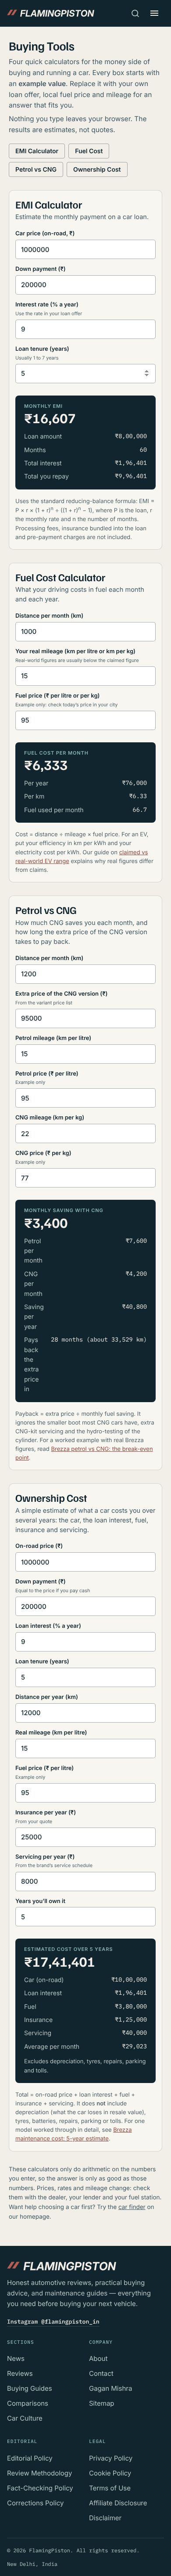 FLAMINGPISTON
Buying Tools
Four quick calculators for the money side of
buying and running a car. Every box starts with
an example value. Replace it with your own
loan offer, local fuel price and mileage for an
answer that fits you.
Nothing you type leaves your browser. The
results are estimates, not quotes.
EMI Calculator
Fuel Cost
Petrol vs CNG
Ownership Cost
EMI Calculator
Estimate the monthly payment on a car loan.
Car price (on-road, ₹)
1000000
Down payment (₹)
200000
Interest rate (% a year)
Use the rate in your loan offer
9
Loan tenure (years)
Usually 1 to 7 years
5
MONTHLY EMI
₹16,607
Loan amount ₹8,00,000
Months 60
Total interest ₹1,96,401
Total you repay ₹9,96,401
Uses the standard reducing-balance formula: EMI =
P × r × (1 + r)ⁿ ÷ ((1 + r)ⁿ − 1), where P is the loan, r
the monthly rate and n the number of months.
Processing fees, insurance bundled into the loan
and pre-payment charges are not included.
Fuel Cost Calculator
What your driving costs in fuel each month
and each year.
Distance per month (km)
1000
Your real mileage (km per litre or km per kg)
Real-world figures are usually below the claimed figure
15
Fuel price (₹ per litre or per kg)
Example only: check today's price in your city
95
FUEL COST PER MONTH
₹6,333
Per year ₹76,000
Per km ₹6.33
Fuel used per month 66.7
Cost = distance ÷ mileage × fuel price. For an EV,
put your efficiency in km per kWh and your
electricity cost per kWh. Our guide on claimed vs
real-world EV range explains why real figures differ
from claims.
Petrol vs CNG
How much CNG saves you each month, and
how long the extra price of the CNG version
takes to pay back.
Distance per month (km)
1200
Extra price of the CNG version (₹)
From the variant price list
95000
Petrol mileage (km per litre)
15
Petrol price (₹ per litre)
Example only
95
CNG mileage (km per kg)
22
CNG price (₹ per kg)
Example only
77
MONTHLY SAVING WITH CNG
₹3,400
Petrol ₹7,600
per
month
CNG ₹4,200
per
month
Saving ₹40,800
per
year
Pays 28 months (about 33,529 km)
back
the
extra
price
in
Payback = extra price ÷ monthly fuel saving. It
ignores the smaller boot most CNG cars have, extra
CNG-kit servicing and the hydro-testing of the
cylinder. For a worked example with real Brezza
figures, read Brezza petrol vs CNG: the break-even
point.
Ownership Cost
A simple estimate of what a car costs you over
several years: the car, the loan interest, fuel,
insurance and servicing.
On-road price (₹)
1000000
Down payment (₹)
Equal to the price if you pay cash
200000
Loan interest (% a year)
9
Loan tenure (years)
5
Distance per year (km)
12000
Real mileage (km per litre)
15
Fuel price (₹ per litre)
Example only
95
Insurance per year (₹)
From your quote
25000
Servicing per year (₹)
From the brand's service schedule
8000
Years you'll own it
5
ESTIMATED COST OVER 5 YEARS
₹17,41,401
Car (on-road) ₹10,00,000
Loan interest ₹1,96,401
Fuel ₹3,80,000
Insurance ₹1,25,000
Servicing ₹40,000
Average per month ₹29,023
Excludes depreciation, tyres, repairs, parking
and tolls.
Total = on-road price + loan interest + fuel +
insurance + servicing. It does not include
depreciation (what the car loses in resale value),
tyres, batteries, repairs, parking or tolls. For one
model worked through in detail, see Brezza
maintenance cost: 5-year estimate.
These calculators only do arithmetic on the numbers
you enter, so the answer is only as good as those
numbers. Prices, rates and mileage change: check
them with the dealer, your lender and your fuel station.
Want help choosing a car first? Try the car finder on
our homepage.
FLAMINGPISTON
Honest automotive reviews, practical buying
advice, and maintenance guides — everything
you need before buying your next vehicle.
Instagram @flamingpiston_in
SECTIONS
News
Reviews
Buying Guides
Comparisons
Car Culture
COMPANY
About
Contact
Gagan Mishra
Sitemap
EDITORIAL
Editorial Policy
Review Methodology
Fact-Checking Policy
Corrections Policy
LEGAL
Privacy Policy
Cookie Policy
Terms of Use
Affiliate Disclosure
Disclaimer
© 2026 FlamingPiston. All rights reserved.
New Delhi, India